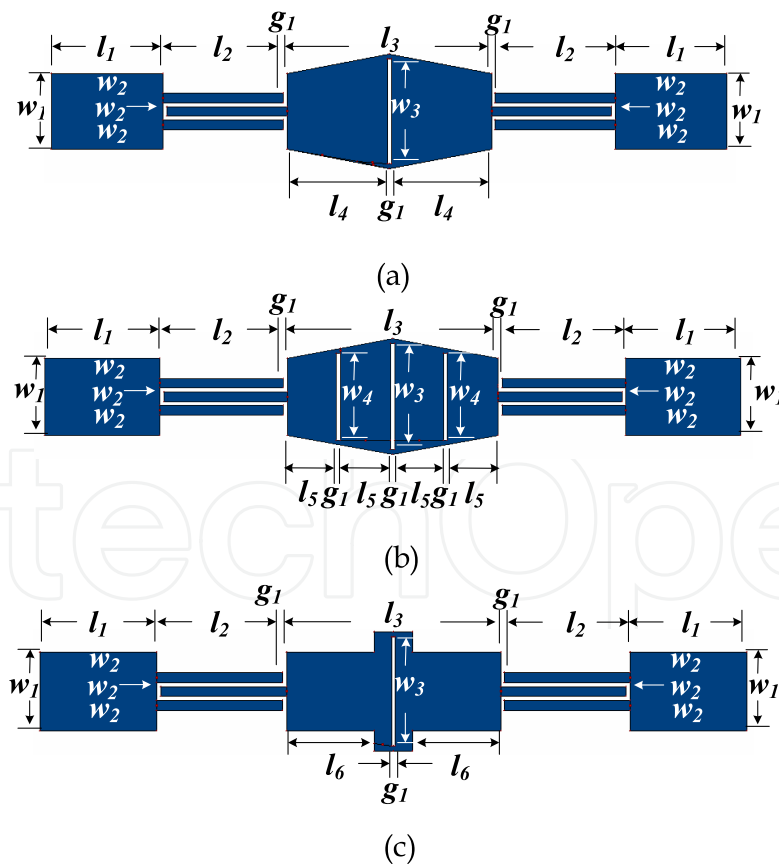 g1 g1
l1 l2 l3 l2 l1
w1 w2 w2 w2 w3 w2 w2 w2 w1
l4 g1 l4
(a)
g1 g1
l1 l2 l3 l2 l1
w1 w2 w2 w2 w4 w3 w4 w2 w2 w2 w1
l5 g1 l5 g1 l5 g1 l5
(b)
g1 g1
l1 l2 l3 l2 l1
w1 w2 w2 w2 w3 w2 w2 w2 w1
l6 l6
g1
(c)
techOpe